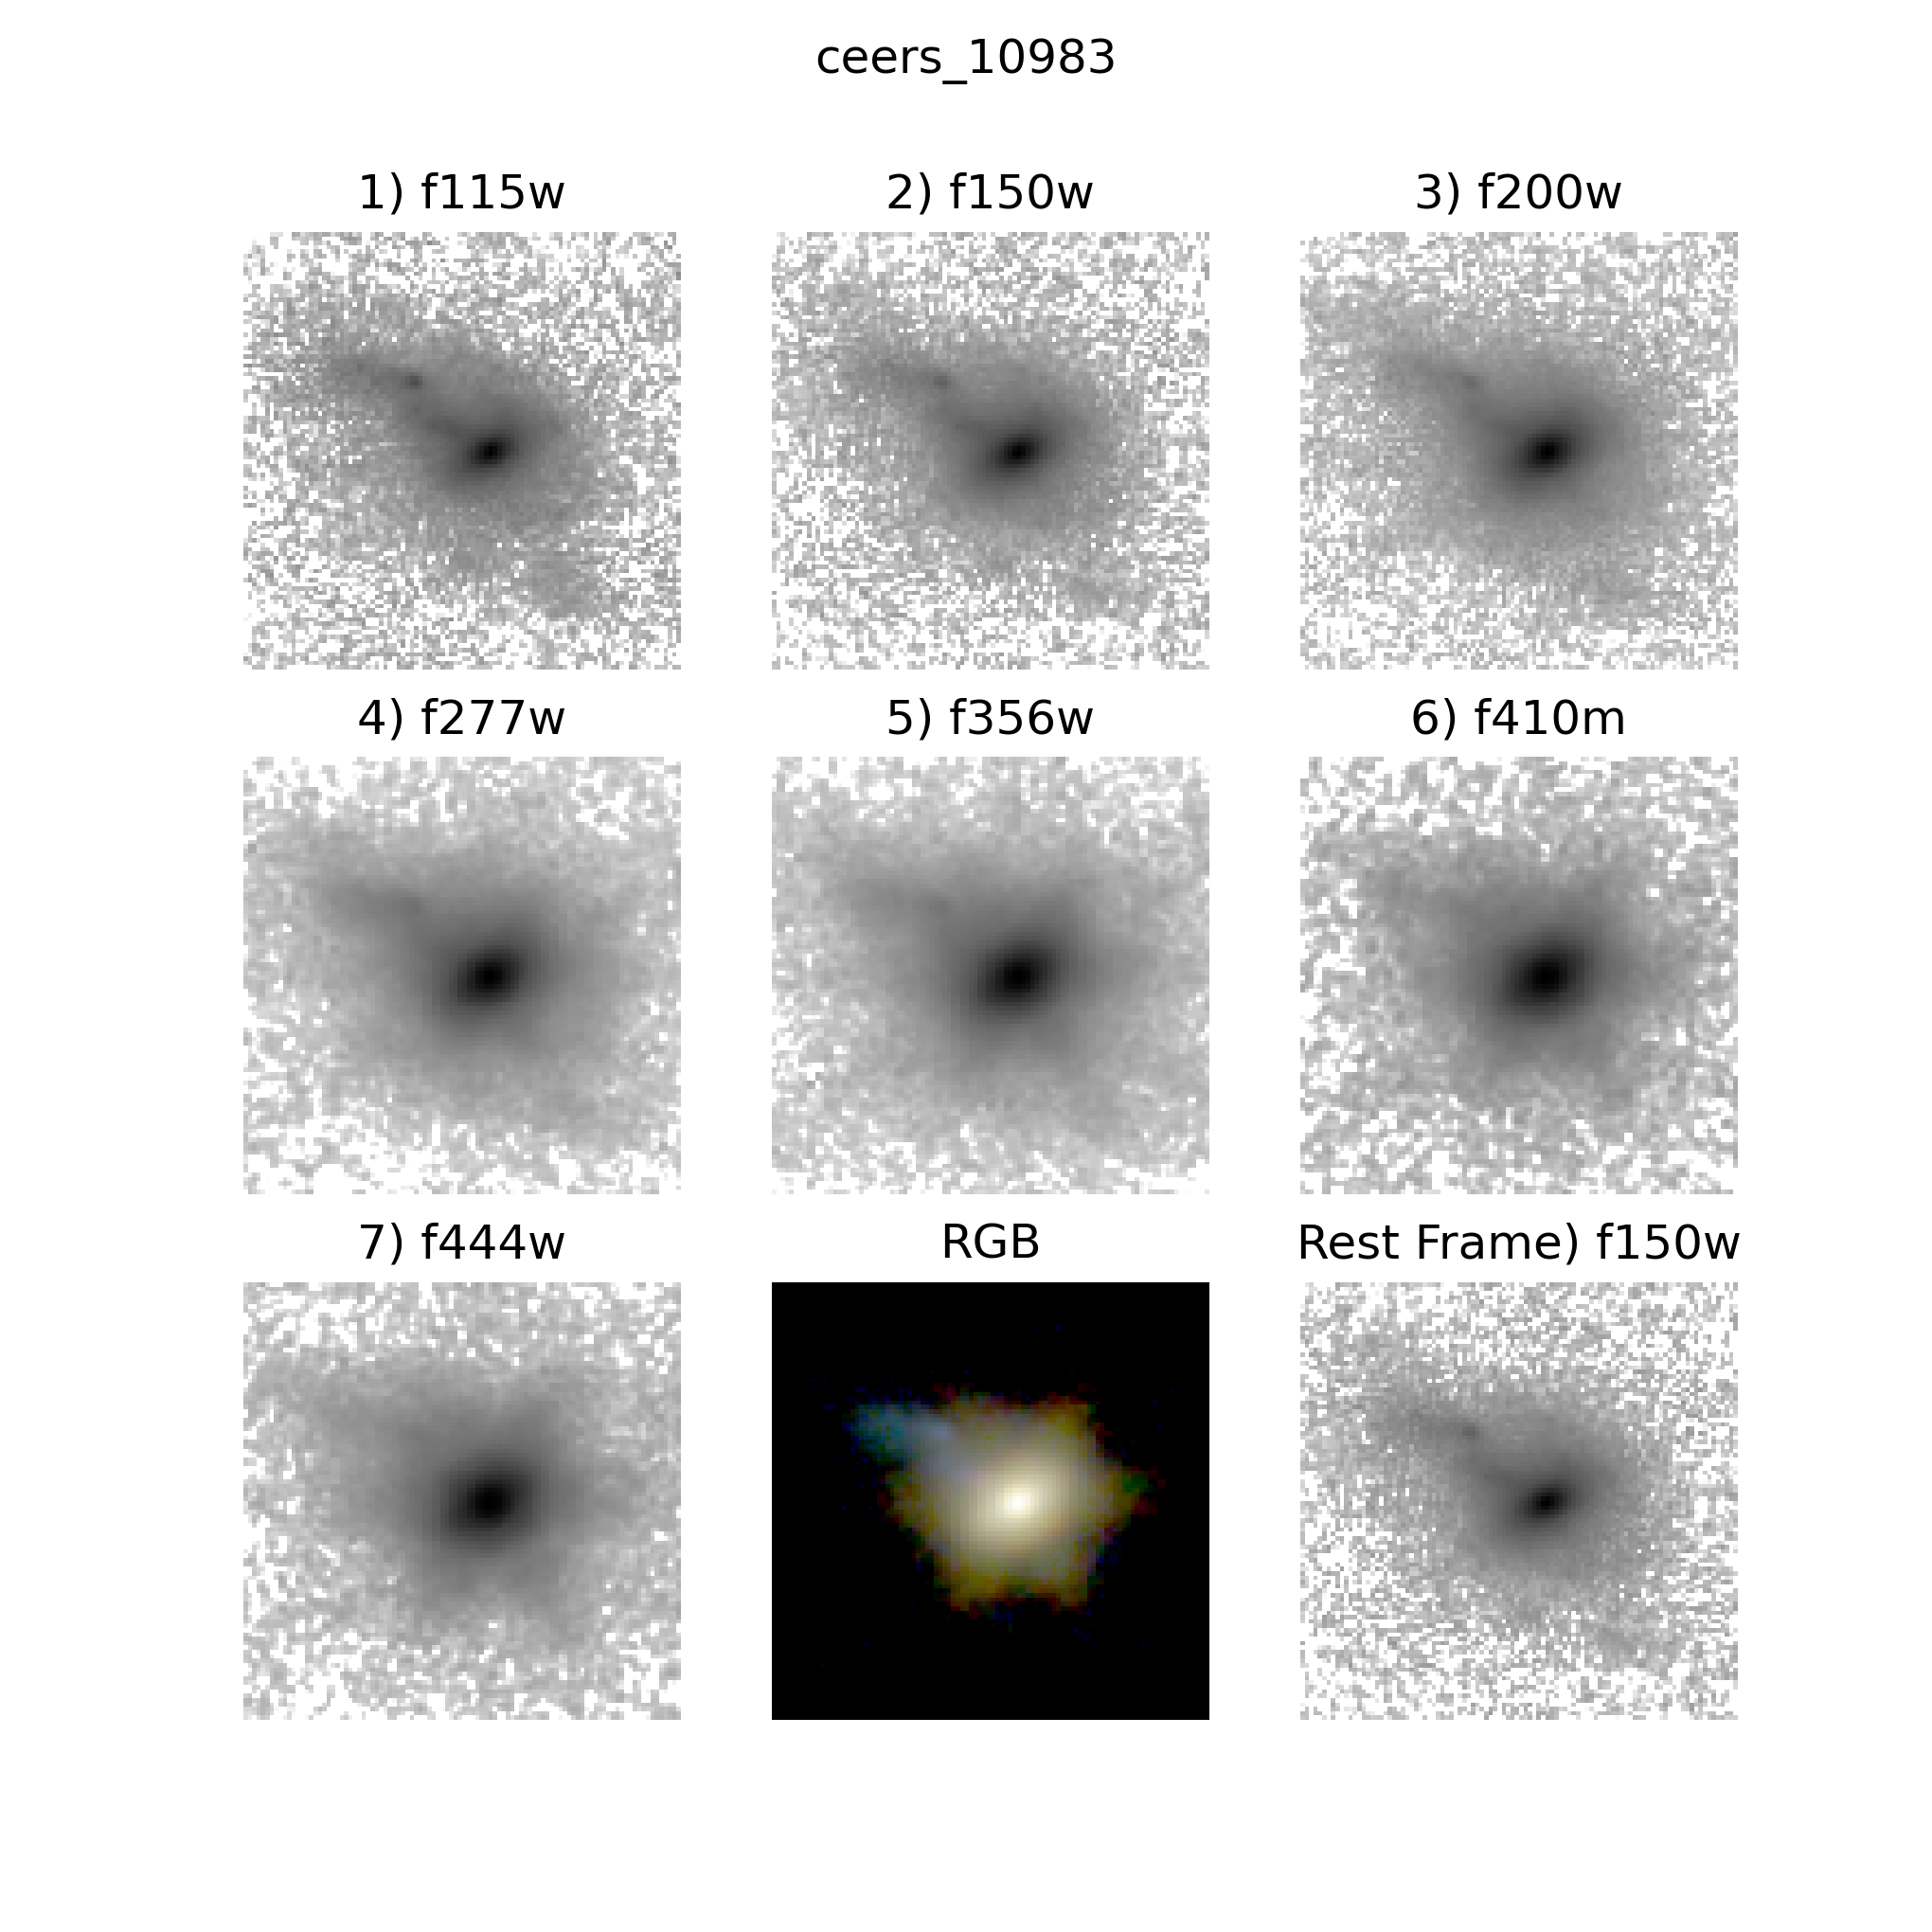 ceers_10983
1) f115w
2) f150w
3) f200w
4) f277w
5) f356w
6) f410m
7) f444w
RGB
Rest Frame) f150w